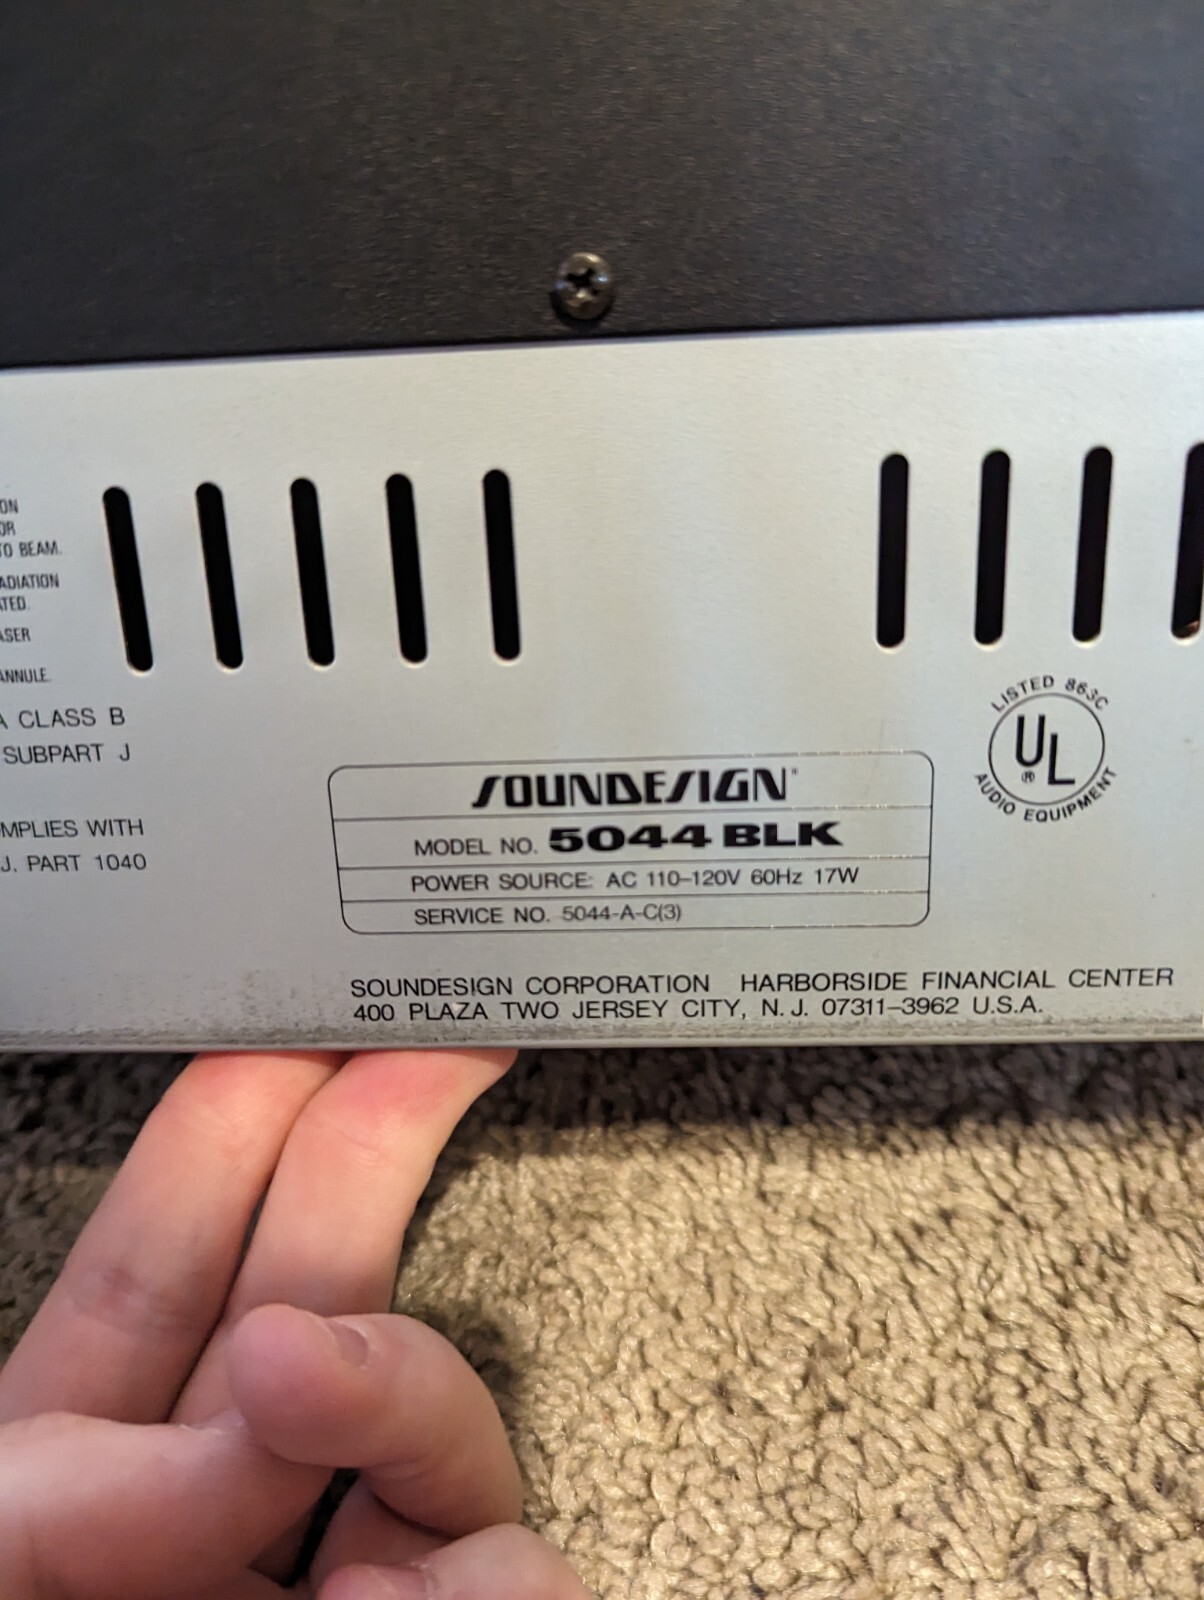 ON
OR
TO BEAM.
ADIATION
ATED.
ASER
ANNULE.
A CLASS B
SUBPART J
OMPLIES WITH
J. PART 1040
LISTED 863C
UL
®
AUDIO EQUIPMENT
SOUNDESIGN®
MODEL NO. 5044 BLK
POWER SOURCE: AC 110–120V 60Hz 17W
SERVICE NO. 5044-A-C(3)
SOUNDESIGN CORPORATION HARBORSIDE FINANCIAL CENTER
400 PLAZA TWO JERSEY CITY, N.J. 07311–3962 U.S.A.